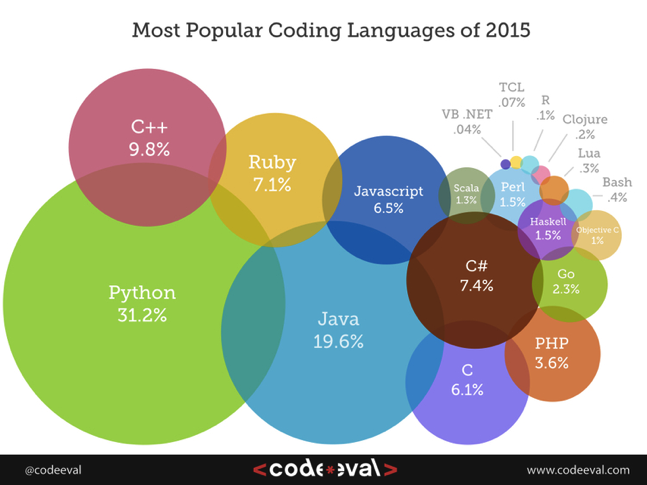 Most Popular Coding Languages of 2015
C++
9.8%
Ruby
7.1%
Javascript
6.5%
Scala
1.3%
Perl
1.5%
VB .NET
.04%
TCL
.07%
R
.1%
Clojure
.2%
Lua
.3%
Bash
.4%
Haskell
1.5%
Objective C
1%
Python
31.2%
Java
19.6%
C#
7.4%
Go
2.3%
C
6.1%
PHP
3.6%
@codeeval
<code*eval>
www.codeeval.com